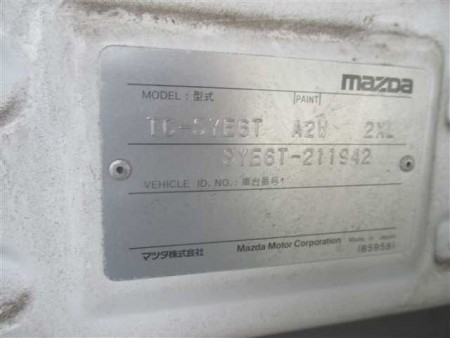 mazda
MODEL:型式 PAINT
TC-SYE6T A2W 2XL
SYE6T-211942
VEHICLE ID. NO.:車台番号
マツダ株式会社 Mazda Motor Corporation Made in Japan
(B59S8)